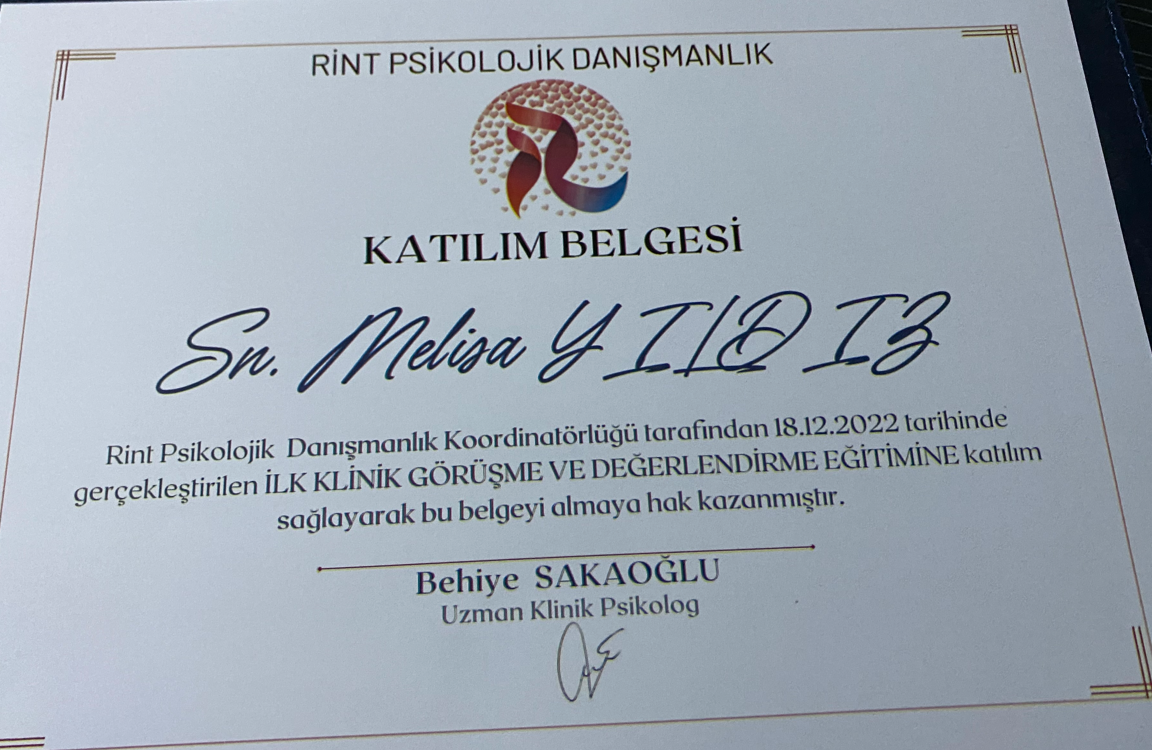 RİNT PSİKOLOJİK DANIŞMANLIK
KATILIM BELGESİ
Sn. Melisa YILDIZ
Rint Psikolojik Danışmanlık Koordinatörlüğü tarafından 18.12.2022 tarihinde
gerçekleştirilen İLK KLİNİK GÖRÜŞME VE DEĞERLENDİRME EĞİTİMİNE katılım
sağlayarak bu belgeyi almaya hak kazanmıştır.
Behiye SAKAOĞLU
Uzman Klinik Psikolog